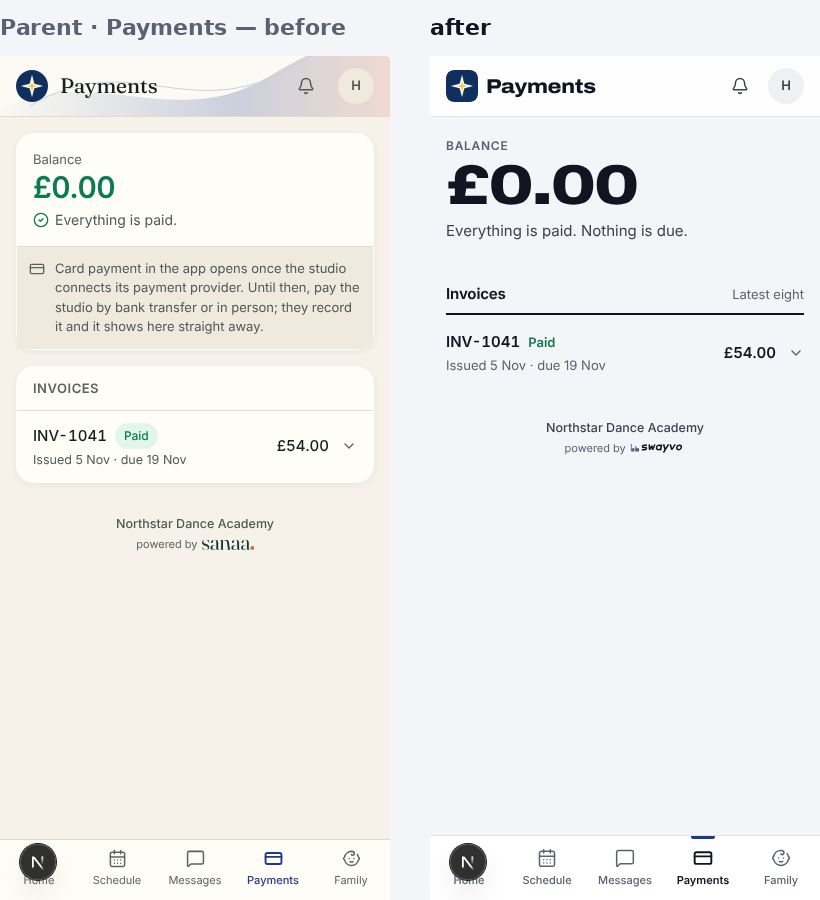 Parent · Payments — before
Payments
H
Balance
£0.00
Everything is paid.
Card payment in the app opens once the studio
connects its payment provider. Until then, pay the
studio by bank transfer or in person; they record
it and it shows here straight away.
INVOICES
INV-1041 Paid
£54.00
Issued 5 Nov · due 19 Nov
Northstar Dance Academy
powered by sanaa.
N
Home
Schedule
Messages
Payments
Family
after
Payments
H
BALANCE
£0.00
Everything is paid. Nothing is due.
Invoices
Latest eight
INV-1041 Paid
£54.00
Issued 5 Nov · due 19 Nov
Northstar Dance Academy
powered by swayvo
N
Home
Schedule
Messages
Payments
Family